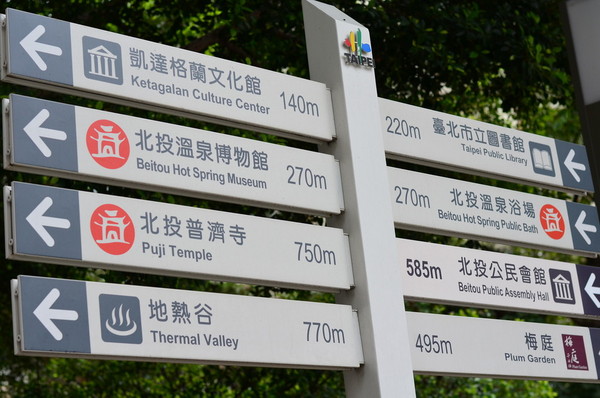 凱達格蘭文化館
Ketagalan Culture Center
140m
北投溫泉博物館
Beitou Hot Spring Museum
270m
北投普濟寺
Puji Temple
750m
地熱谷
Thermal Valley
770m
TAIPEI
220m
臺北市立圖書館
Taipei Public Library
270m
北投溫泉浴場
Beitou Hot Spring Public Bath
585m
北投公民會館
Beitou Public Assembly Hall
495m
梅庭
Plum Garden
梅庭